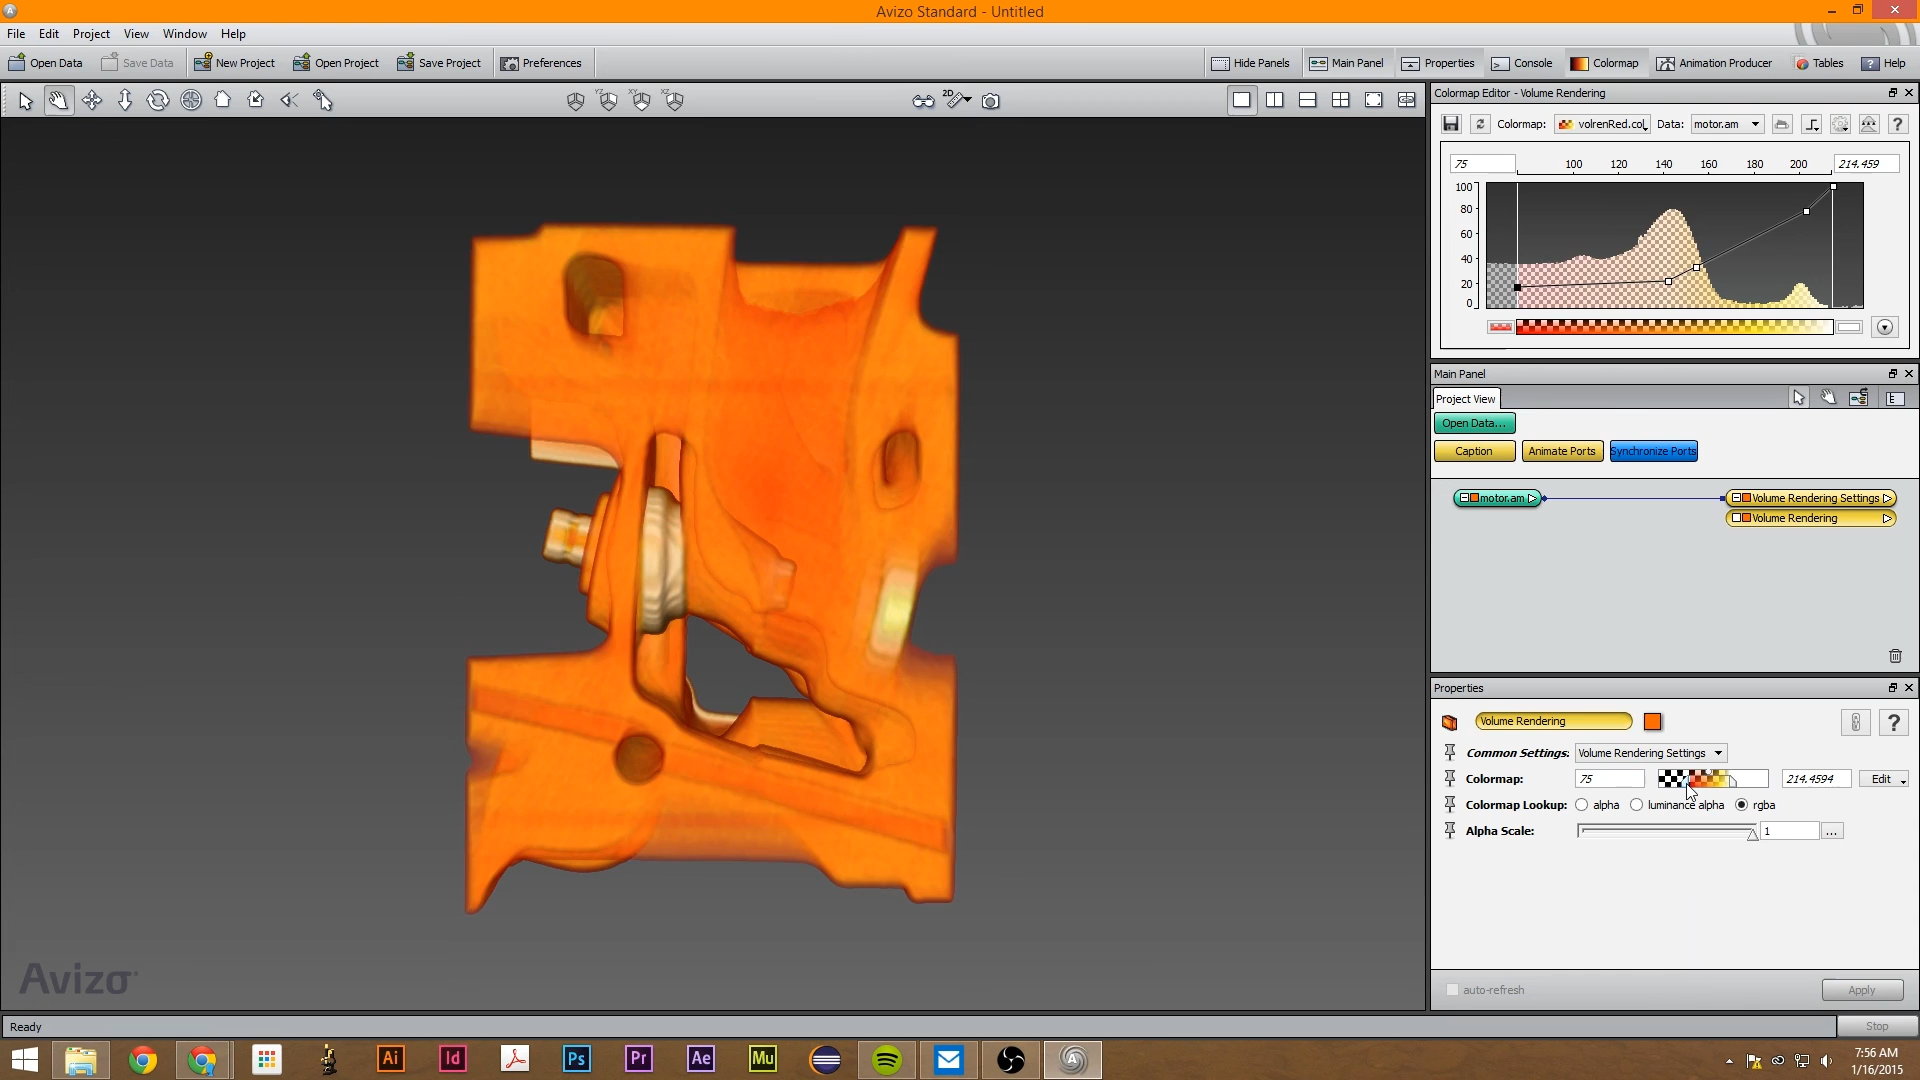 Avizo Standard - Untitled
File Edit Project View Window Help
Open Data Save Data New Project Open Project Save Project Preferences Hide Panels Main Panel Properties Console Colormap Animation Producer Tables Help
YZ XY XZ 2D
Colormap Editor - Volume Rendering
Colormap: volrenRed.col Data: motor.am
75 100 120 140 160 180 200 214.459
100
80
60
40
20
0
Main Panel
Project View
Open Data...
Caption Animate Ports Synchronize Ports
motor.am Volume Rendering Settings
Volume Rendering
Properties
Volume Rendering
Common Settings: Volume Rendering Settings
Colormap: 75 214.4594 Edit
Colormap Lookup: alpha luminance alpha rgba
Alpha Scale: 1 ...
Avizo
auto-refresh Apply
Ready Stop
Ai Id Ps Pr Ae Mu
7:56 AM
1/16/2015